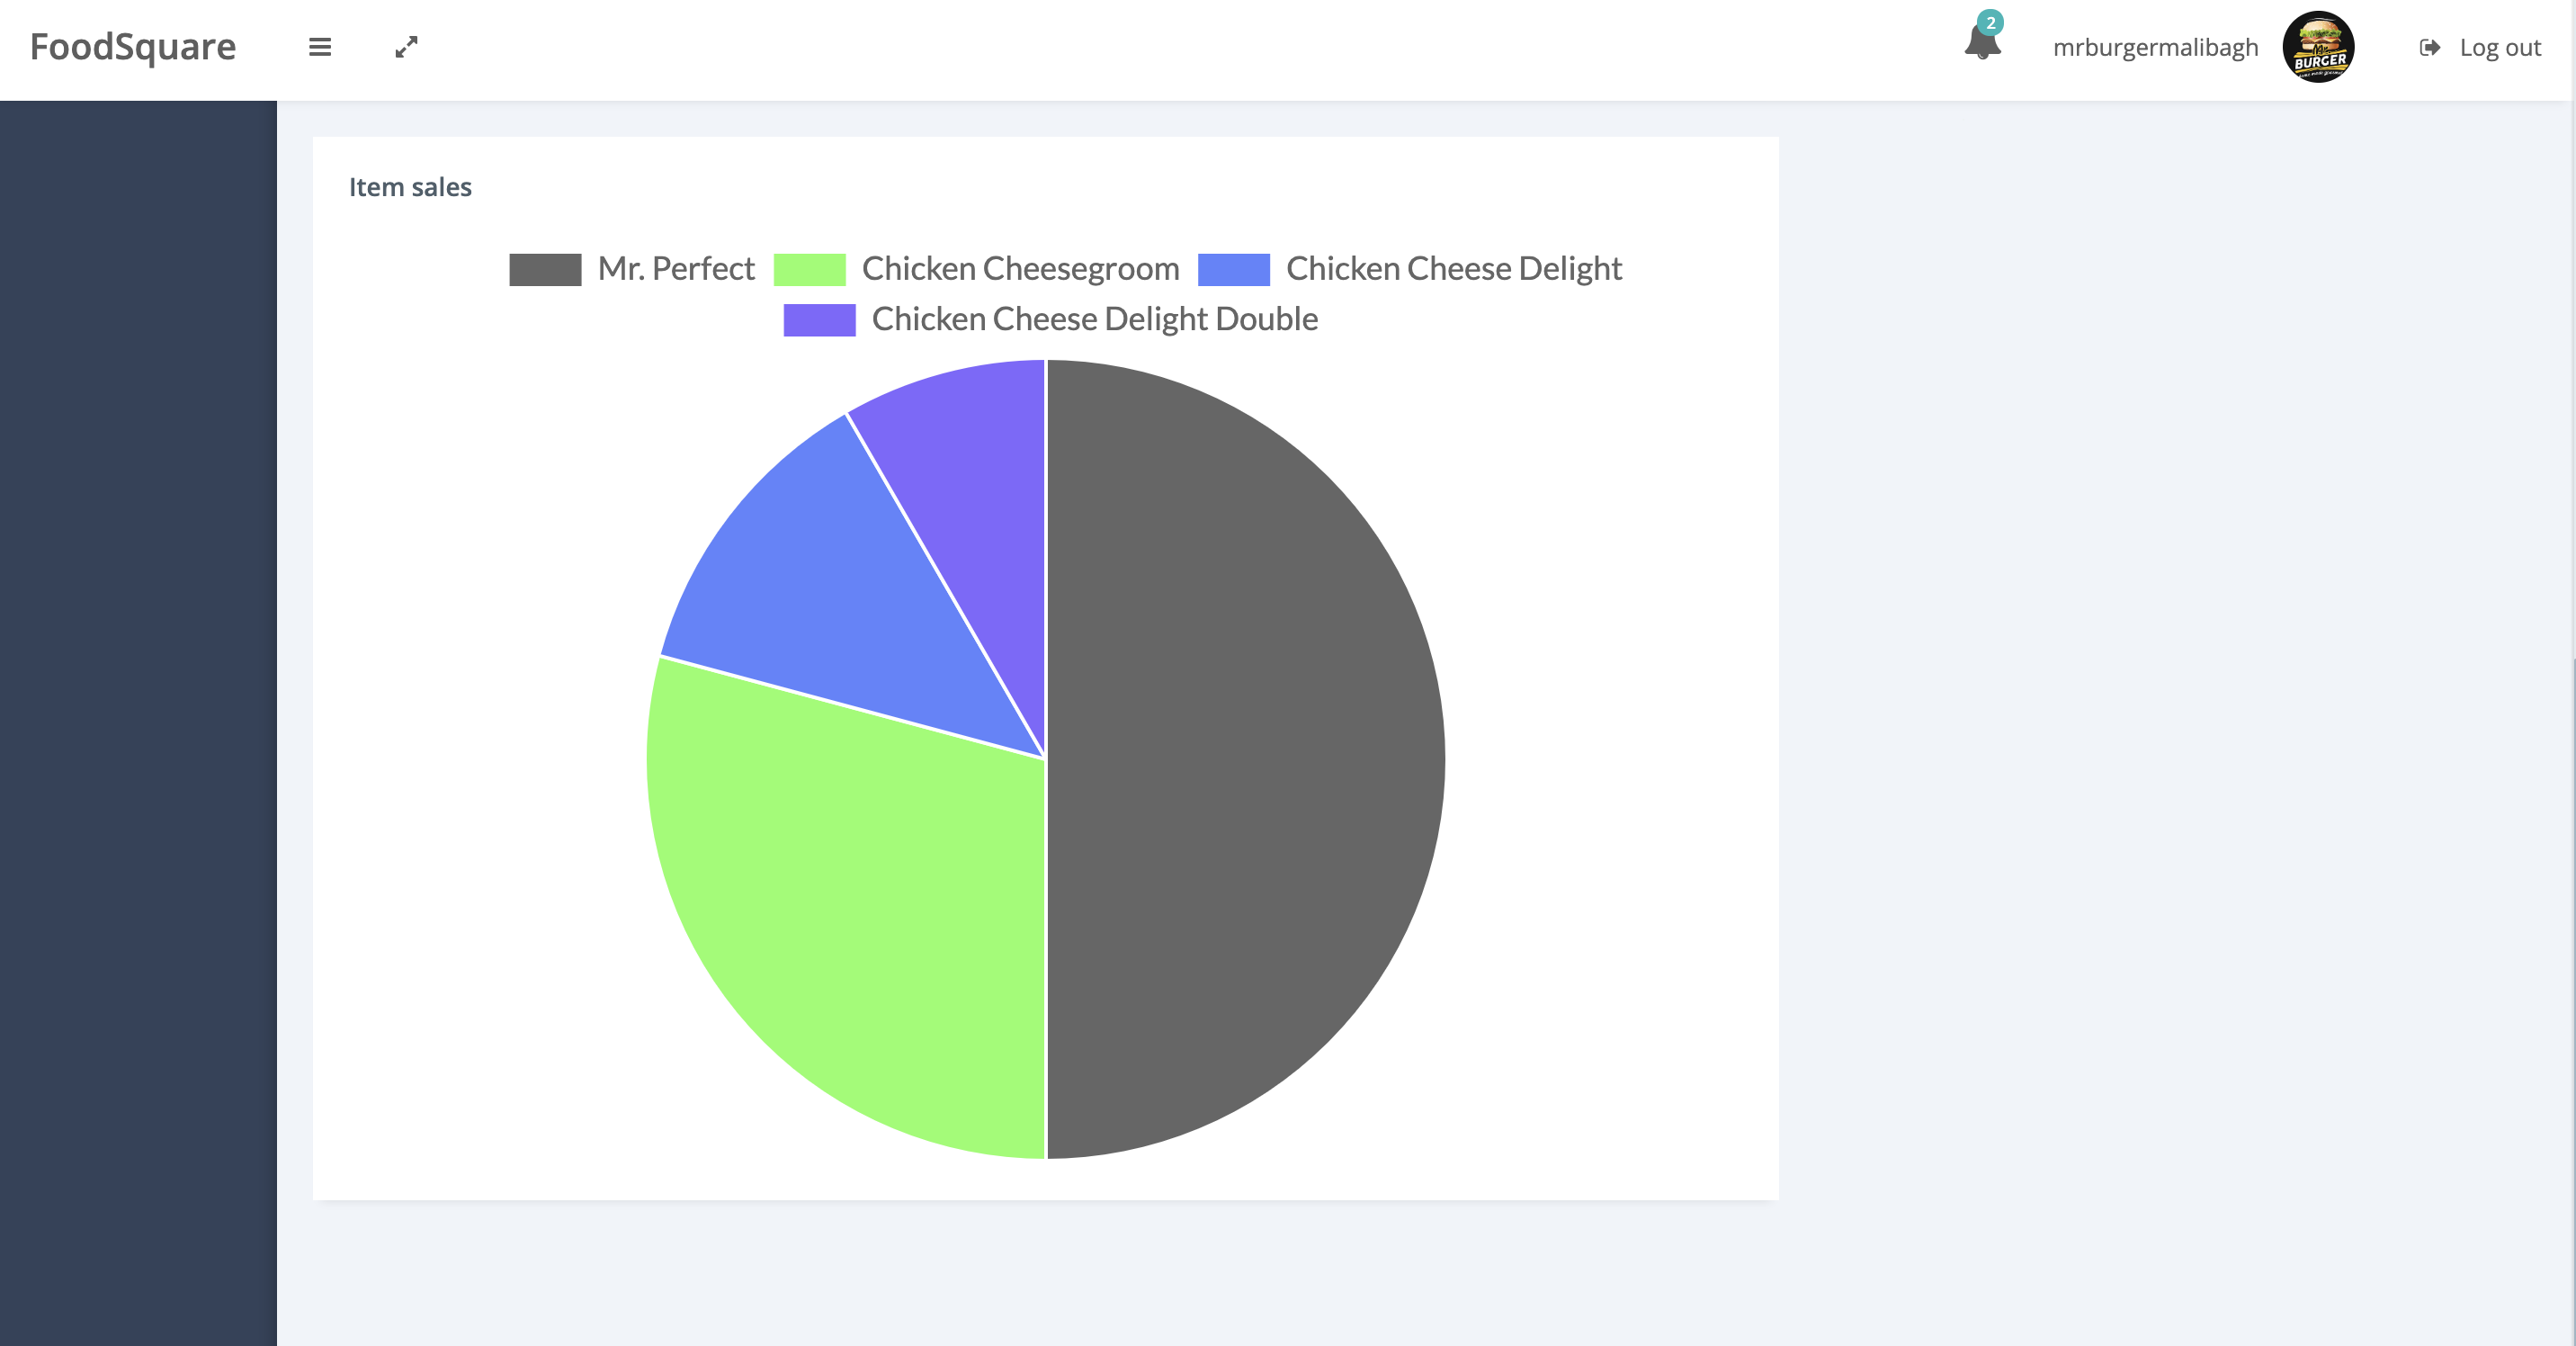 FoodSquare
2
mrburgermalibagh
BURGER
Log out
Item sales
Mr. Perfect Chicken Cheesegroom Chicken Cheese Delight
Chicken Cheese Delight Double